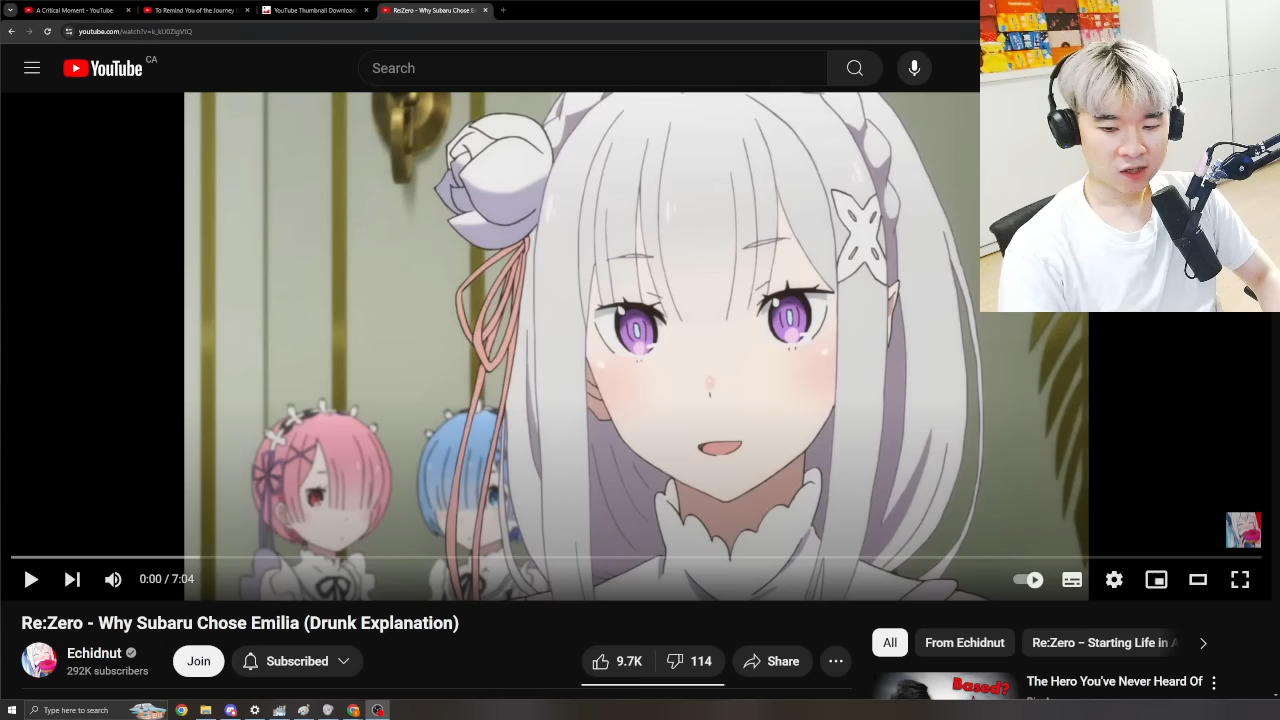 A Critical Moment - YouTube
To Remind You of the Journey
YouTube Thumbnail Download
Re:Zero - Why Subaru Chose E
youtube.com/watch?v=k_kU0ZigVtQ
YouTube CA
Search
0:00 / 7:04
Re:Zero - Why Subaru Chose Emilia (Drunk Explanation)
Echidnut
292K subscribers
Join
Subscribed
9.7K
114
Share
All
From Echidnut
Re:Zero − Starting Life in A
Based?
The Hero You've Never Heard Of
Type here to search